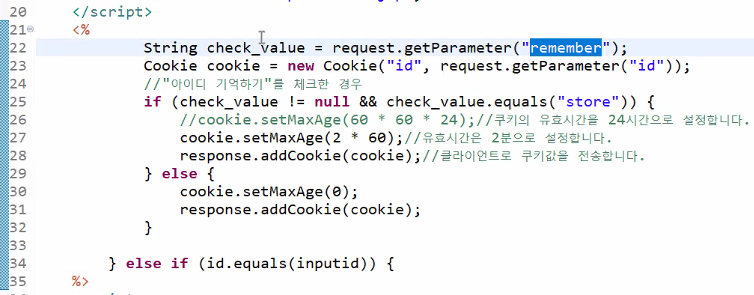 20 </script>
21 <%
22 String check_value = request.getParameter("remember");
23 Cookie cookie = new Cookie("id", request.getParameter("id"));
24 //"아이디 기억하기"를 체크한 경우
25 if (check_value != null && check_value.equals("store")) {
26 //cookie.setMaxAge(60 * 60 * 24);//쿠키의 유효시간을 24시간으로 설정합니다.
27 cookie.setMaxAge(2 * 60);//유효시간은 2분으로 설정합니다.
28 response.addCookie(cookie);//클라이언트로 쿠키값을 전송합니다.
29 } else {
30 cookie.setMaxAge(0);
31 response.addCookie(cookie);
32 }
33
34 } else if (id.equals(inputid)) {
35 %>